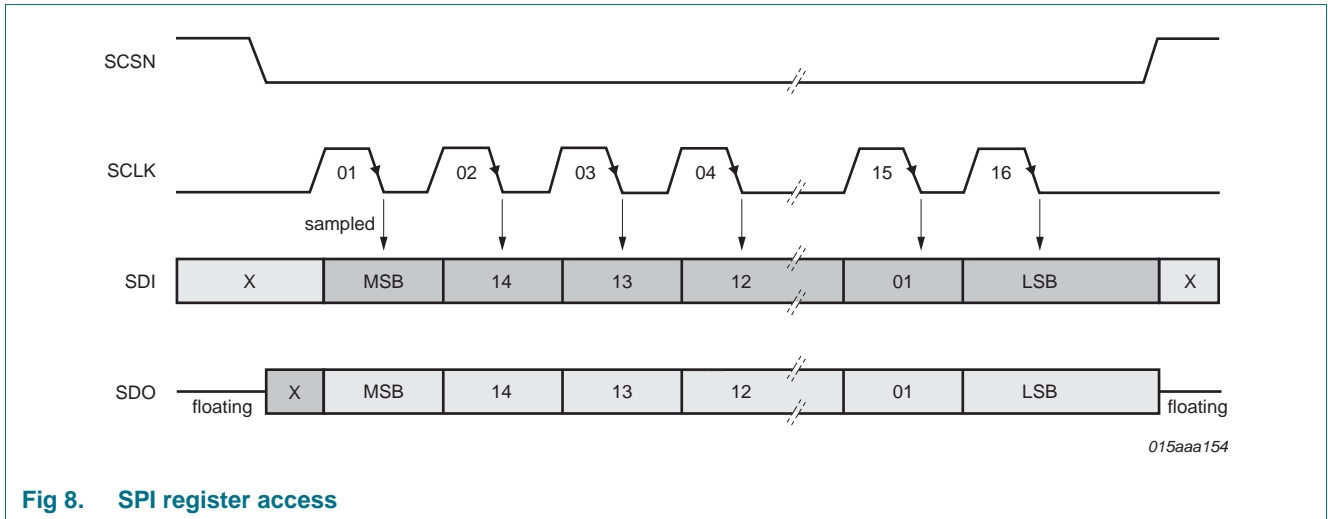 SCSN
SCLK
01 02 03 04 15 16
sampled
SDI X MSB 14 13 12 01 LSB X
SDO floating X MSB 14 13 12 01 LSB floating
015aaa154
Fig 8. SPI register access